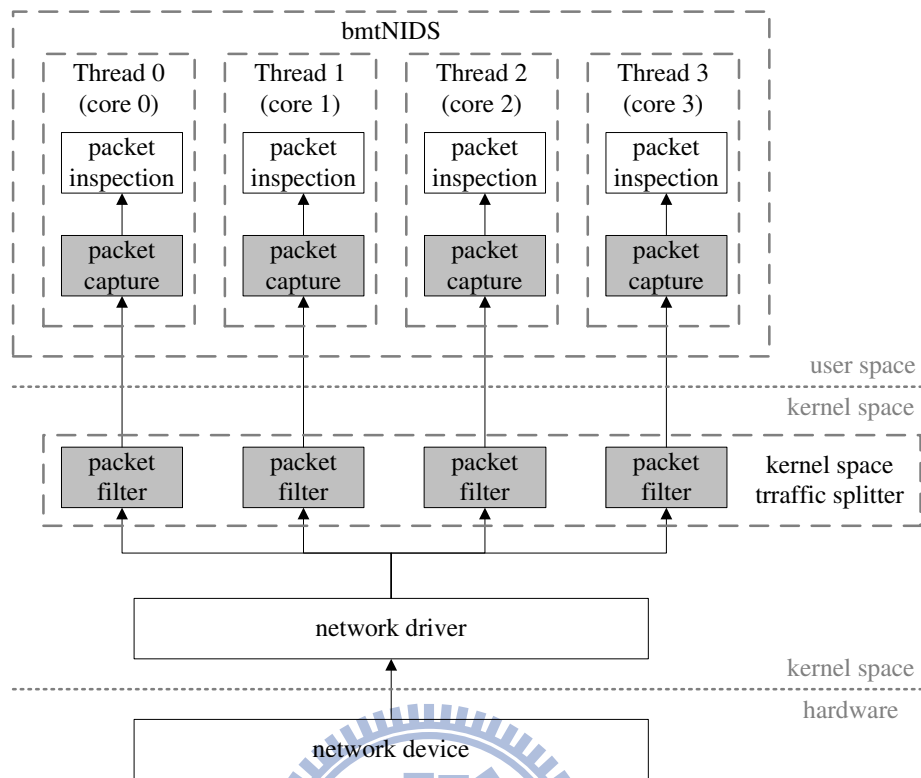 bmtNIDS
Thread 0
(core 0)
packet
inspection
packet
capture
Thread 1
(core 1)
packet
inspection
packet
capture
Thread 2
(core 2)
packet
inspection
packet
capture
Thread 3
(core 3)
packet
inspection
packet
capture
user space
kernel space
packet
filter
packet
filter
packet
filter
packet
filter
kernel space
trraffic splitter
network driver
kernel space
hardware
network device